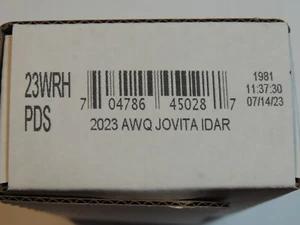 23WRH
PDS
7 04786 45028 7
2023 AWQ JOVITA IDAR
1981
11:37:30
07/14/23